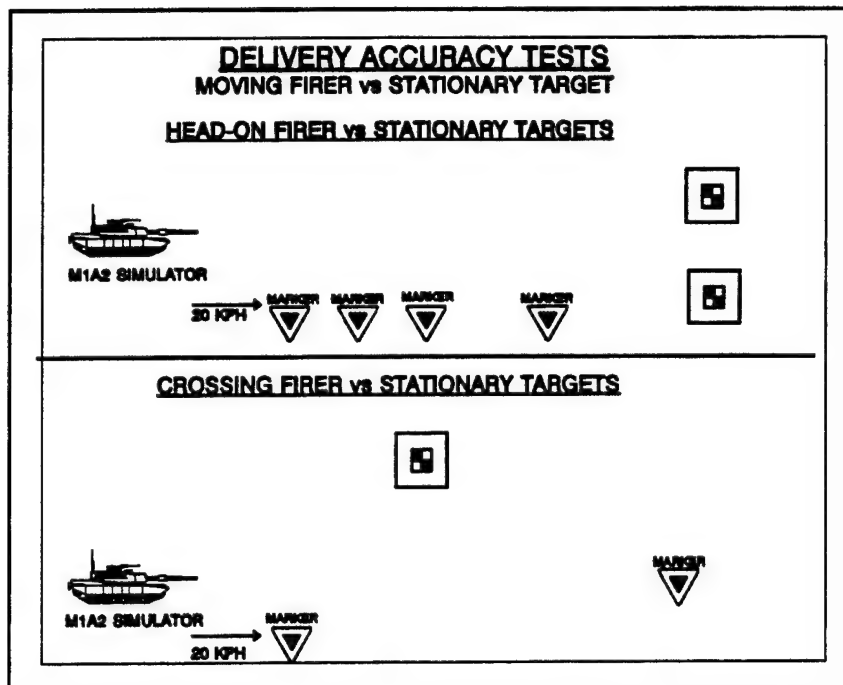 DELIVERY ACCURACY TESTS
MOVING FIRER vs STATIONARY TARGET
HEAD-ON FIRER vs STATIONARY TARGETS
M1A2 SIMULATOR
20 KPH
MARKER
MARKER
MARKER
MARKER
CROSSING FIRER vs STATIONARY TARGETS
MARKER
M1A2 SIMULATOR
MARKER
20 KPH